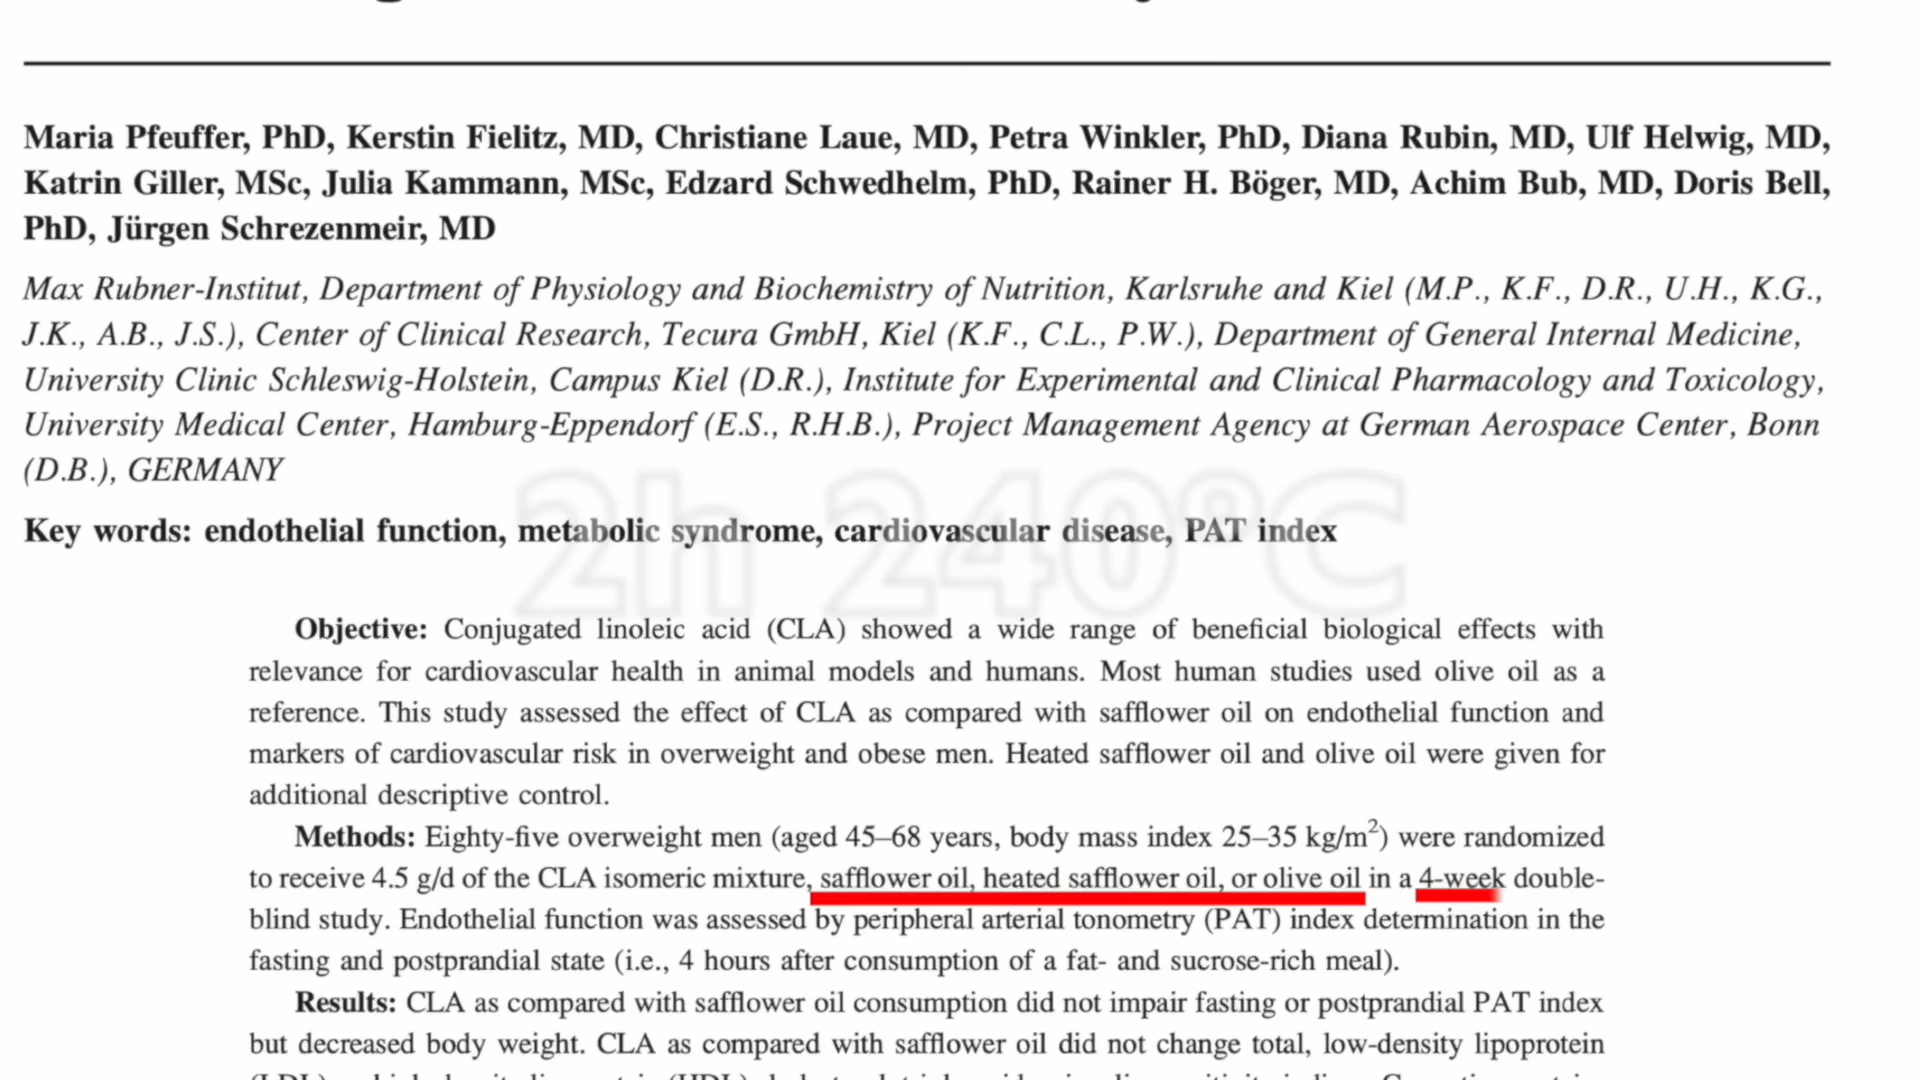 Maria Pfeuffer, PhD, Kerstin Fielitz, MD, Christiane Laue, MD, Petra Winkler, PhD, Diana Rubin, MD, Ulf Helwig, MD,
Katrin Giller, MSc, Julia Kammann, MSc, Edzard Schwedhelm, PhD, Rainer H. Böger, MD, Achim Bub, MD, Doris Bell,
PhD, Jürgen Schrezenmeir, MD
Max Rubner-Institut, Department of Physiology and Biochemistry of Nutrition, Karlsruhe and Kiel (M.P., K.F., D.R., U.H., K.G.,
J.K., A.B., J.S.), Center of Clinical Research, Tecura GmbH, Kiel (K.F., C.L., P.W.), Department of General Internal Medicine,
University Clinic Schleswig-Holstein, Campus Kiel (D.R.), Institute for Experimental and Clinical Pharmacology and Toxicology,
University Medical Center, Hamburg-Eppendorf (E.S., R.H.B.), Project Management Agency at German Aerospace Center, Bonn
(D.B.), GERMANY
2h 240ºC
Key words: endothelial function, metabolic syndrome, cardiovascular disease, PAT index
Objective: Conjugated linoleic acid (CLA) showed a wide range of beneficial biological effects with
relevance for cardiovascular health in animal models and humans. Most human studies used olive oil as a
reference. This study assessed the effect of CLA as compared with safflower oil on endothelial function and
markers of cardiovascular risk in overweight and obese men. Heated safflower oil and olive oil were given for
additional descriptive control.
Methods: Eighty-five overweight men (aged 45–68 years, body mass index 25–35 kg/m²) were randomized
to receive 4.5 g/d of the CLA isomeric mixture, safflower oil, heated safflower oil, or olive oil in a 4-week double-
blind study. Endothelial function was assessed by peripheral arterial tonometry (PAT) index determination in the
fasting and postprandial state (i.e., 4 hours after consumption of a fat- and sucrose-rich meal).
Results: CLA as compared with safflower oil consumption did not impair fasting or postprandial PAT index
but decreased body weight. CLA as compared with safflower oil did not change total, low-density lipoprotein